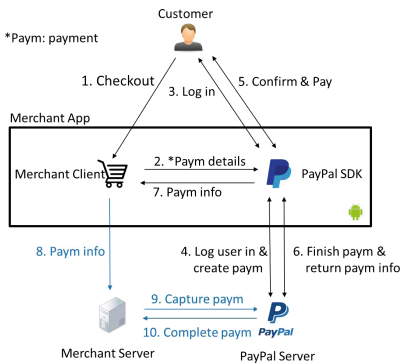 Customer
*Paym: payment
1. Checkout
3. Log in
5. Confirm & Pay
Merchant App
Merchant Client
2. *Paym details
7. Paym info
PayPal SDK
8. Paym info
4. Log user in &
create paym
6. Finish paym &
return paym info
9. Capture paym
10. Complete paym
PayPal
Merchant Server
PayPal Server